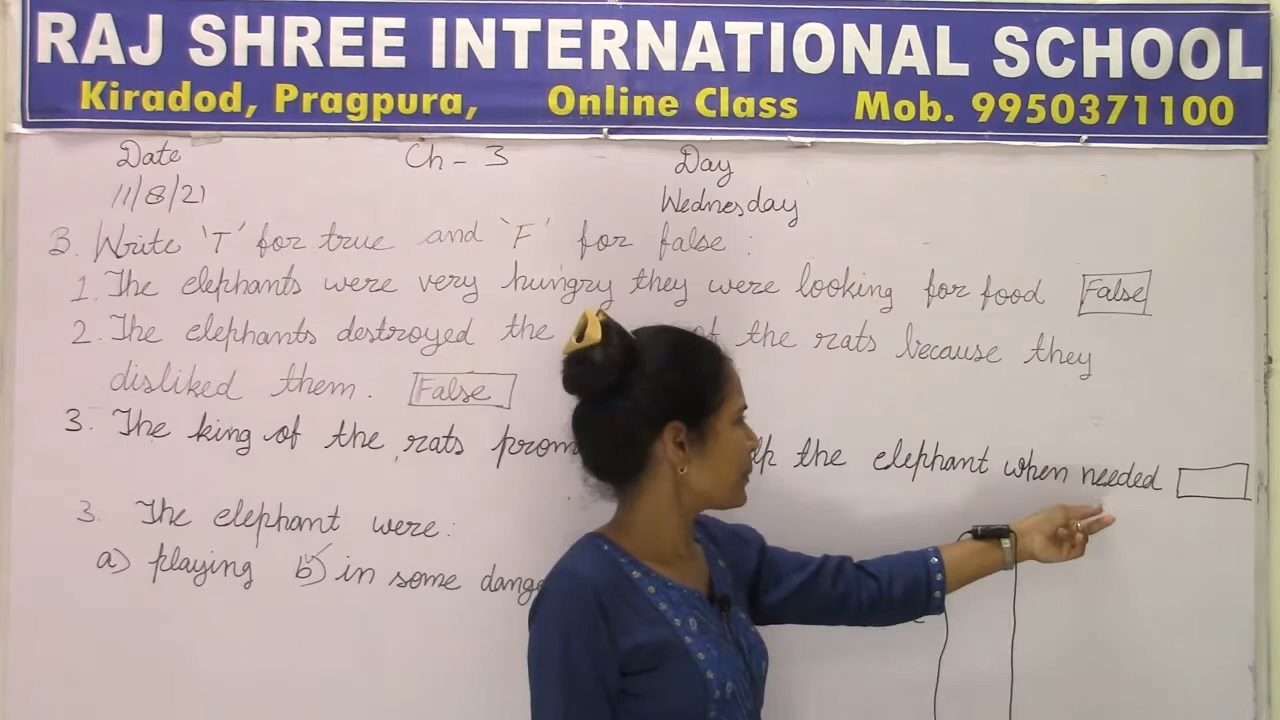 RAJ SHREE INTERNATIONAL SCHOOL
Kiradod, Pragpura, Online Class Mob. 9950371100
Date Ch - 3 Day
11/8/21 Wednesday
B. Write 'T' for true and 'F' for false :
1. The elephants were very hungry they were looking for food False
2. The elephants destroyed the of the rats because they
disliked them. False
3. The king of the rats the elephant when needed
3. The elephant were:
a) playing b) in some